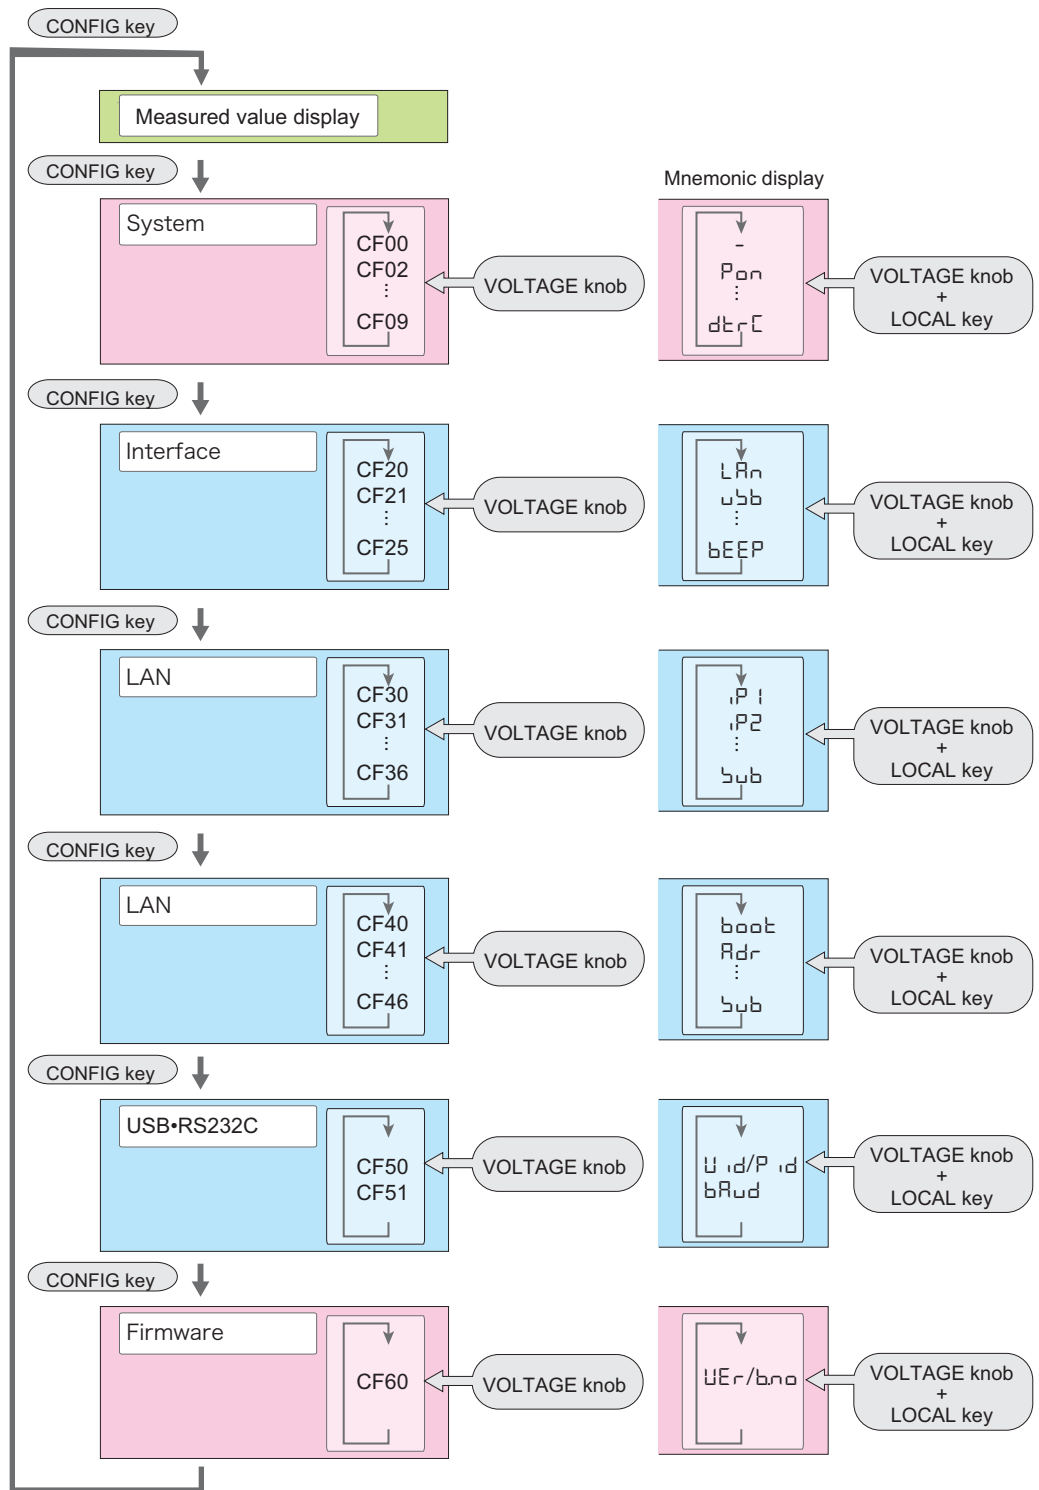 CONFIG key
Measured value display
CONFIG key
Mnemonic display
System
CF00
CF02
⋮
CF09
VOLTAGE knob
-
Pon
⋮
dtrC
VOLTAGE knob
+
LOCAL key
CONFIG key
Interface
CF20
CF21
⋮
CF25
VOLTAGE knob
LAn
uSb
⋮
bEEP
VOLTAGE knob
+
LOCAL key
CONFIG key
LAN
CF30
CF31
⋮
CF36
VOLTAGE knob
iP1
iP2
⋮
Sub
VOLTAGE knob
+
LOCAL key
CONFIG key
LAN
CF40
CF41
⋮
CF46
VOLTAGE knob
boot
Adr
⋮
Sub
VOLTAGE knob
+
LOCAL key
CONFIG key
USB•RS232C
CF50
CF51
VOLTAGE knob
Uid/Pid
bAud
VOLTAGE knob
+
LOCAL key
CONFIG key
Firmware
CF60
VOLTAGE knob
UEr/b.no
VOLTAGE knob
+
LOCAL key